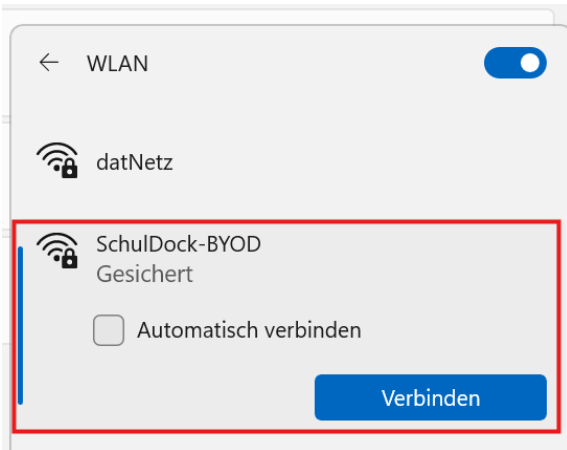 WLAN
datNetz
SchulDock-BYOD
Gesichert
Automatisch verbinden
Verbinden